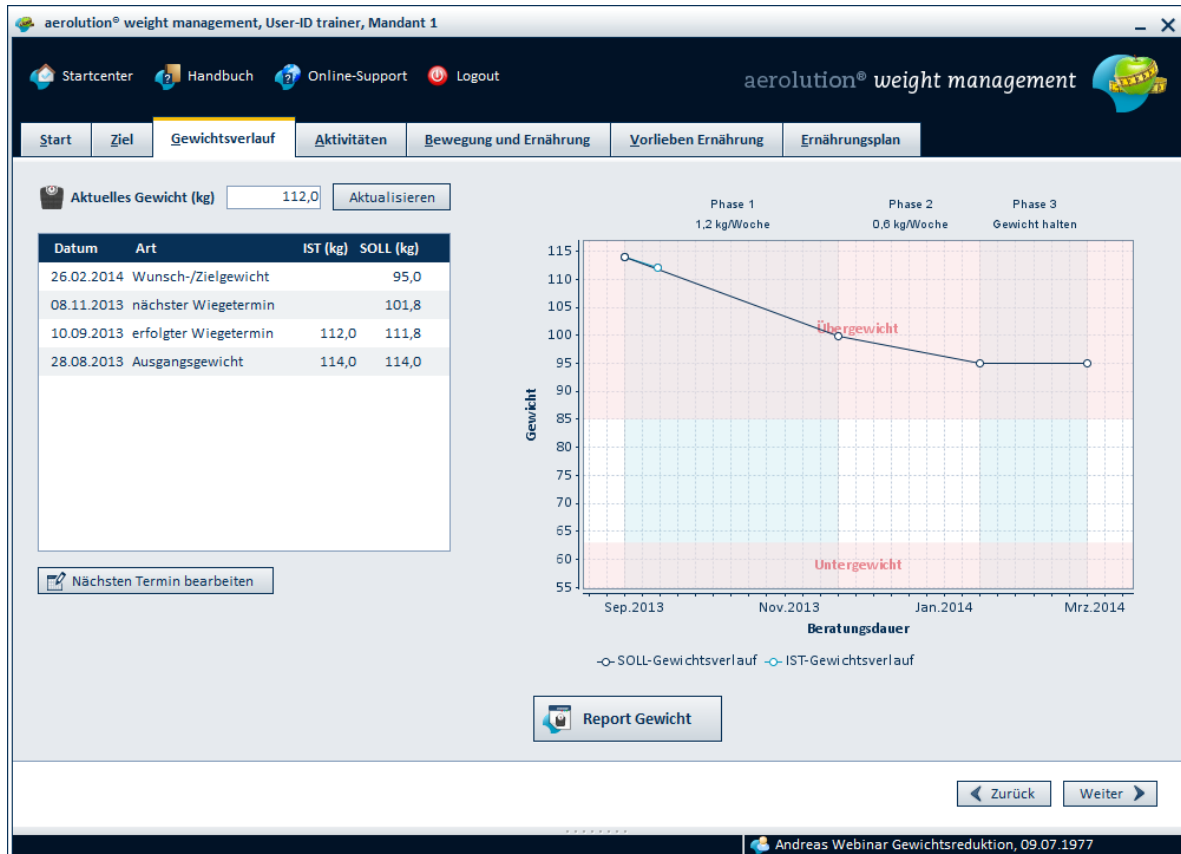 aerolution® weight management, User-ID trainer, Mandant 1
Startcenter Handbuch Online-Support Logout
aerolution® weight management
Start Ziel Gewichtsverlauf Aktivitäten Bewegung und Ernährung Vorlieben Ernährung Ernährungsplan
Aktuelles Gewicht (kg) 112,0 Aktualisieren
Datum Art IST (kg) SOLL (kg)
26.02.2014 Wunsch-/Zielgewicht 95,0
08.11.2013 nächster Wiegetermin 101,8
10.09.2013 erfolgter Wiegetermin 112,0 111,8
28.08.2013 Ausgangsgewicht 114,0 114,0
Nächsten Termin bearbeiten
Phase 1 Phase 2 Phase 3
1,2 kg/Woche 0,6 kg/Woche Gewicht halten
115
110
105
100
95
90
85
80
75
70
65
60
55
Gewicht
Übergewicht
Untergewicht
Sep.2013 Nov.2013 Jan.2014 Mrz.2014
Beratungsdauer
SOLL-Gewichtsverlauf IST-Gewichtsverlauf
Report Gewicht
Zurück Weiter
Andreas Webinar Gewichtsreduktion, 09.07.1977